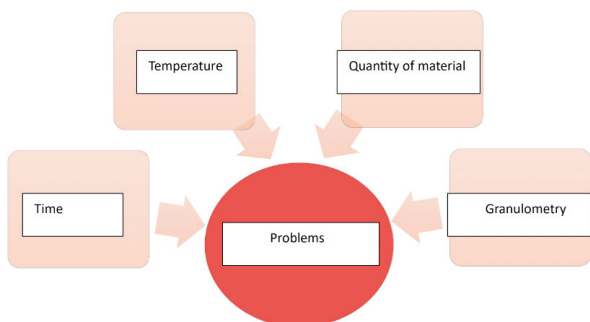 Temperature
Quantity of material
Time
Granulometry
Problems